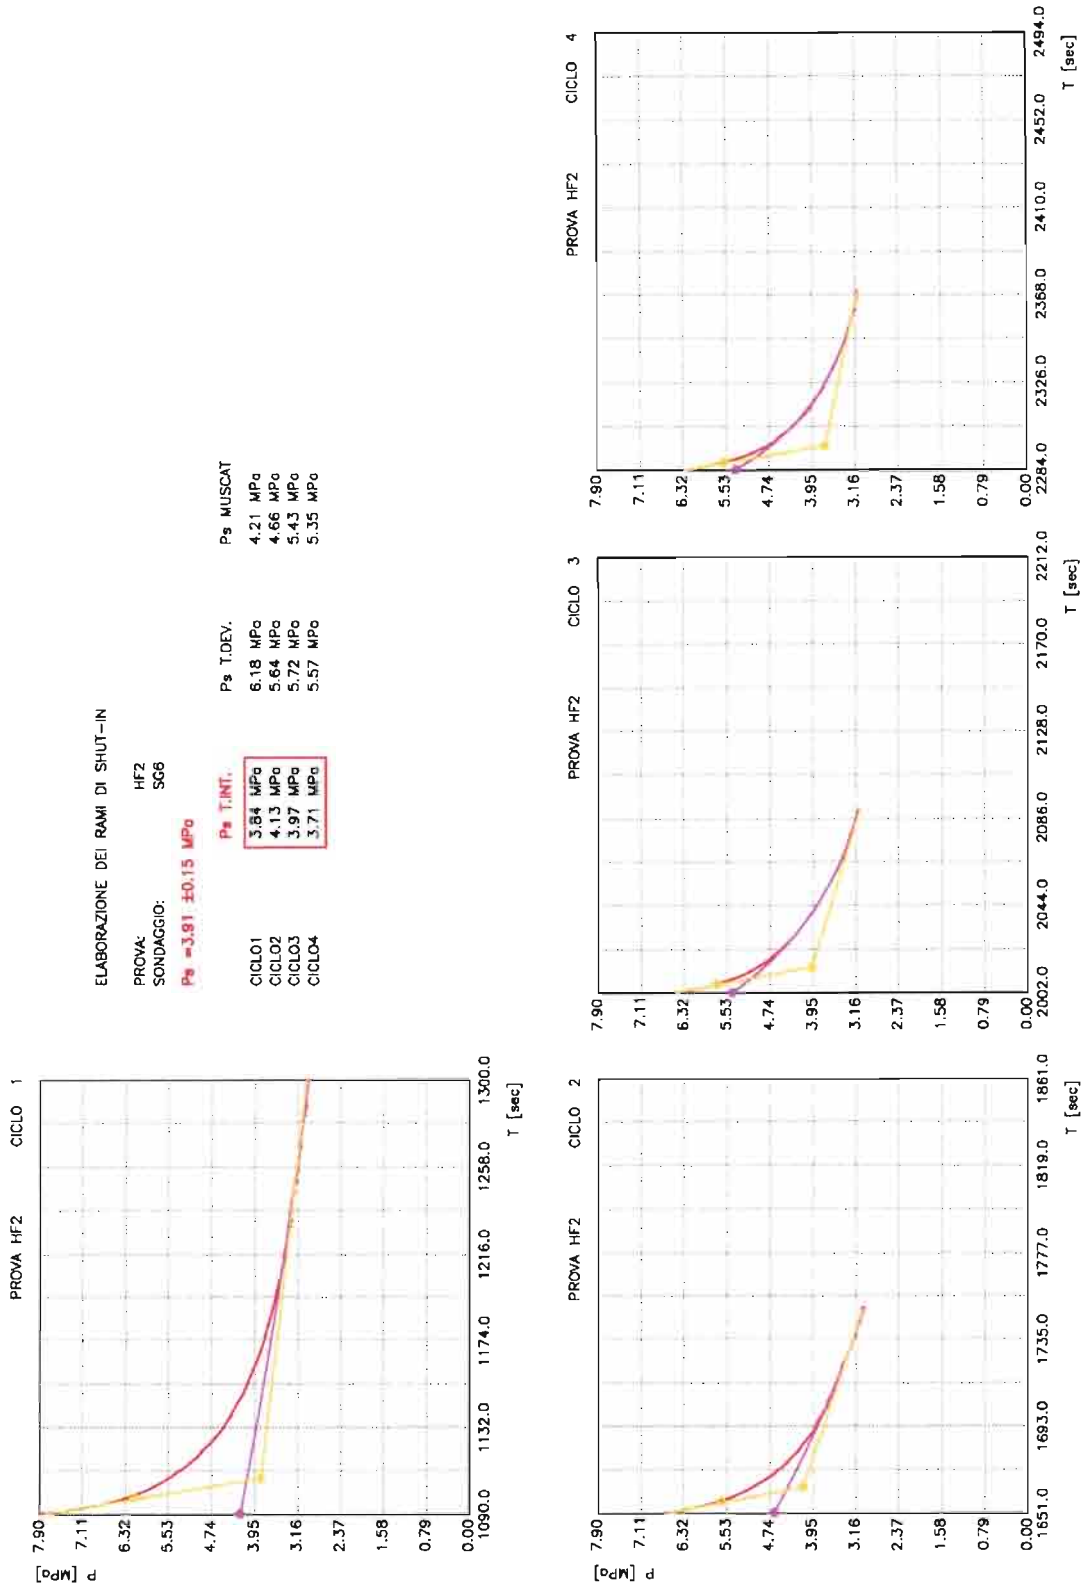 ELABORAZIONE DEI RAMI DI SHUT-IN
PROVA: HF2
SONDAGGIO: SG6
Ps =3.91 ±0.15 MPa
Ps T.INT. Ps T.DEV. Ps MUSCAT
CICLO1 3.84 MPa 6.18 MPa 4.21 MPa
CICLO2 4.13 MPa 5.64 MPa 4.66 MPa
CICLO3 3.97 MPa 5.72 MPa 5.43 MPa
CICLO4 3.71 MPa 5.57 MPa 5.35 MPa
PROVA HF2 CICLO 1
P [MPa]
7.90
7.11
6.32
5.53
4.74
3.95
3.16
2.37
1.58
0.79
0.00
1090.0 1132.0 1174.0 1216.0 1258.0 1300.0
T [sec]
PROVA HF2 CICLO 2
P [MPa]
7.90
7.11
6.32
5.53
4.74
3.95
3.16
2.37
1.58
0.79
0.00
1651.0 1693.0 1735.0 1777.0 1819.0 1861.0
T [sec]
PROVA HF2 CICLO 3
7.90
7.11
6.32
5.53
4.74
3.95
3.16
2.37
1.58
0.79
0.00
2002.0 2044.0 2086.0 2128.0 2170.0 2212.0
T [sec]
PROVA HF2 CICLO 4
7.90
7.11
6.32
5.53
4.74
3.95
3.16
2.37
1.58
0.79
0.00
2284.0 2326.0 2368.0 2410.0 2452.0 2494.0
T [sec]